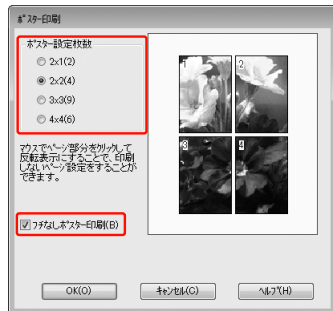 ﾎﾟｽﾀｰ印刷
ﾎﾟｽﾀｰ設定枚数
2x1(2)
2x2(4)
3x3(9)
4x4(6)
ﾏｳｽでﾍﾟｰｼﾞ部分をｸﾘｯｸして
反転表示にすることで、印刷
しないﾍﾟｰｼﾞ設定をすることが
できます。
ﾌﾁなしﾎﾟｽﾀｰ印刷(B)
1
2
3
4
OK(O)
ｷｬﾝｾﾙ(C)
ﾍﾙﾌﾟ(H)